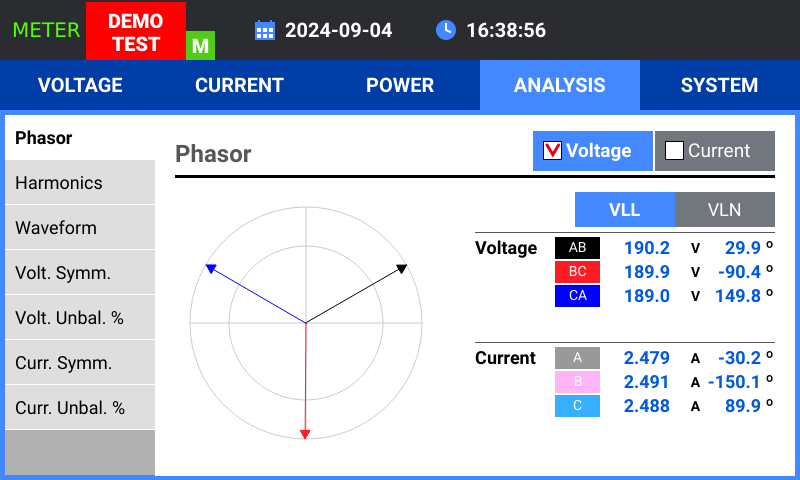 METER
DEMO
TEST
M
2024-09-04
16:38:56
VOLTAGE CURRENT POWER ANALYSIS SYSTEM
Phasor
Harmonics
Waveform
Volt. Symm.
Volt. Unbal. %
Curr. Symm.
Curr. Unbal. %
Phasor
Voltage
Current
VLL VLN
Voltage AB 190.2 V 29.9 º
BC 189.9 V -90.4 º
CA 189.0 V 149.8 º
Current A 2.479 A -30.2 º
B 2.491 A -150.1 º
C 2.488 A 89.9 º